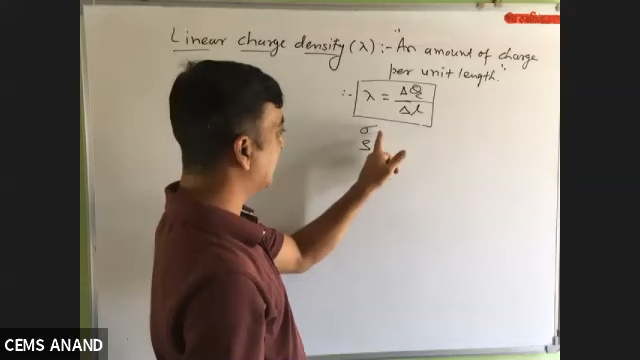 Linear charge density (λ) :- "An amount of charge
per unit length."
∴ λ = ΔQ/Δl
σ
ρ
CEMS ANAND